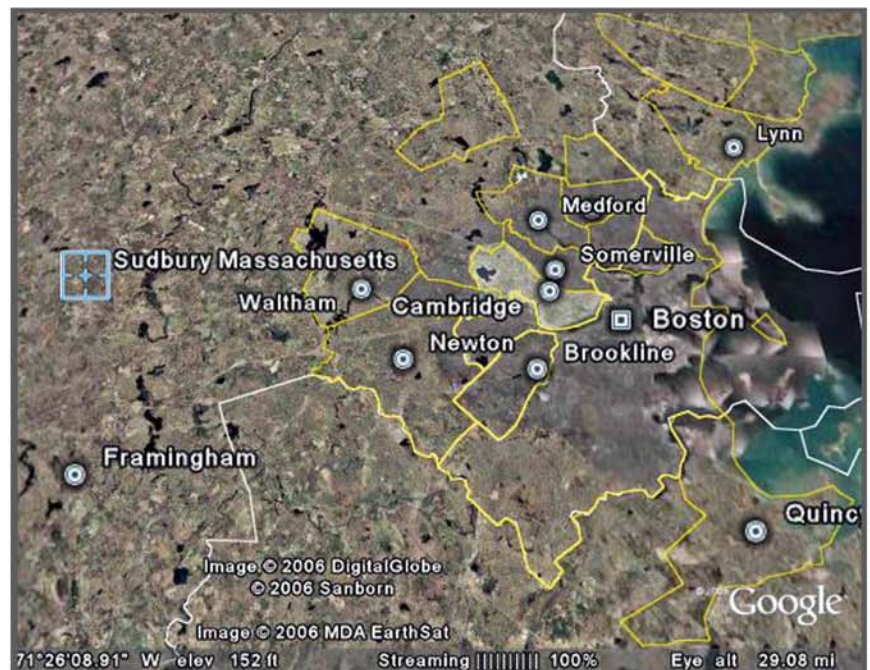 Lynn
Medford
Somerville
Sudbury Massachusetts
Waltham
Cambridge
Boston
Newton
Brookline
Framingham
Quincy
Image © 2006 DigitalGlobe
© 2006 Sanborn
Image © 2006 MDA EarthSat
Google
71°26'08.91" W elev 152 ft Streaming |||||||||| 100% Eye alt 29.08 mi